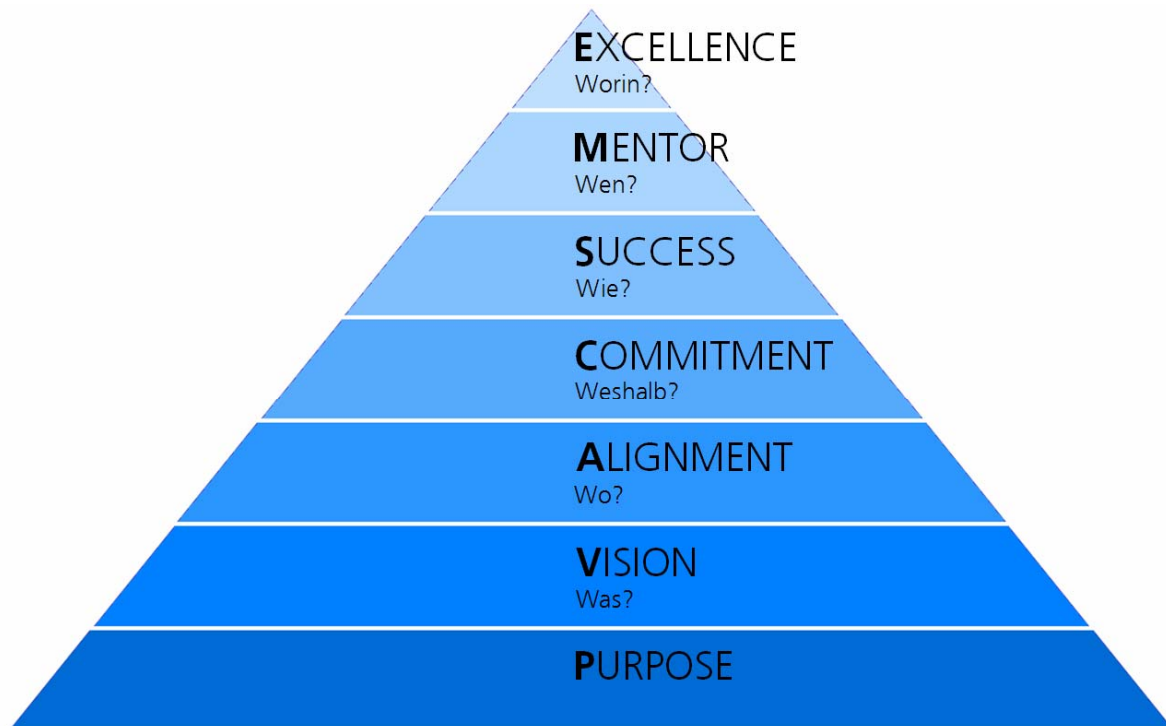 EXCELLENCE
Worin?
MENTOR
Wen?
SUCCESS
Wie?
COMMITMENT
Weshalb?
ALIGNMENT
Wo?
VISION
Was?
PURPOSE